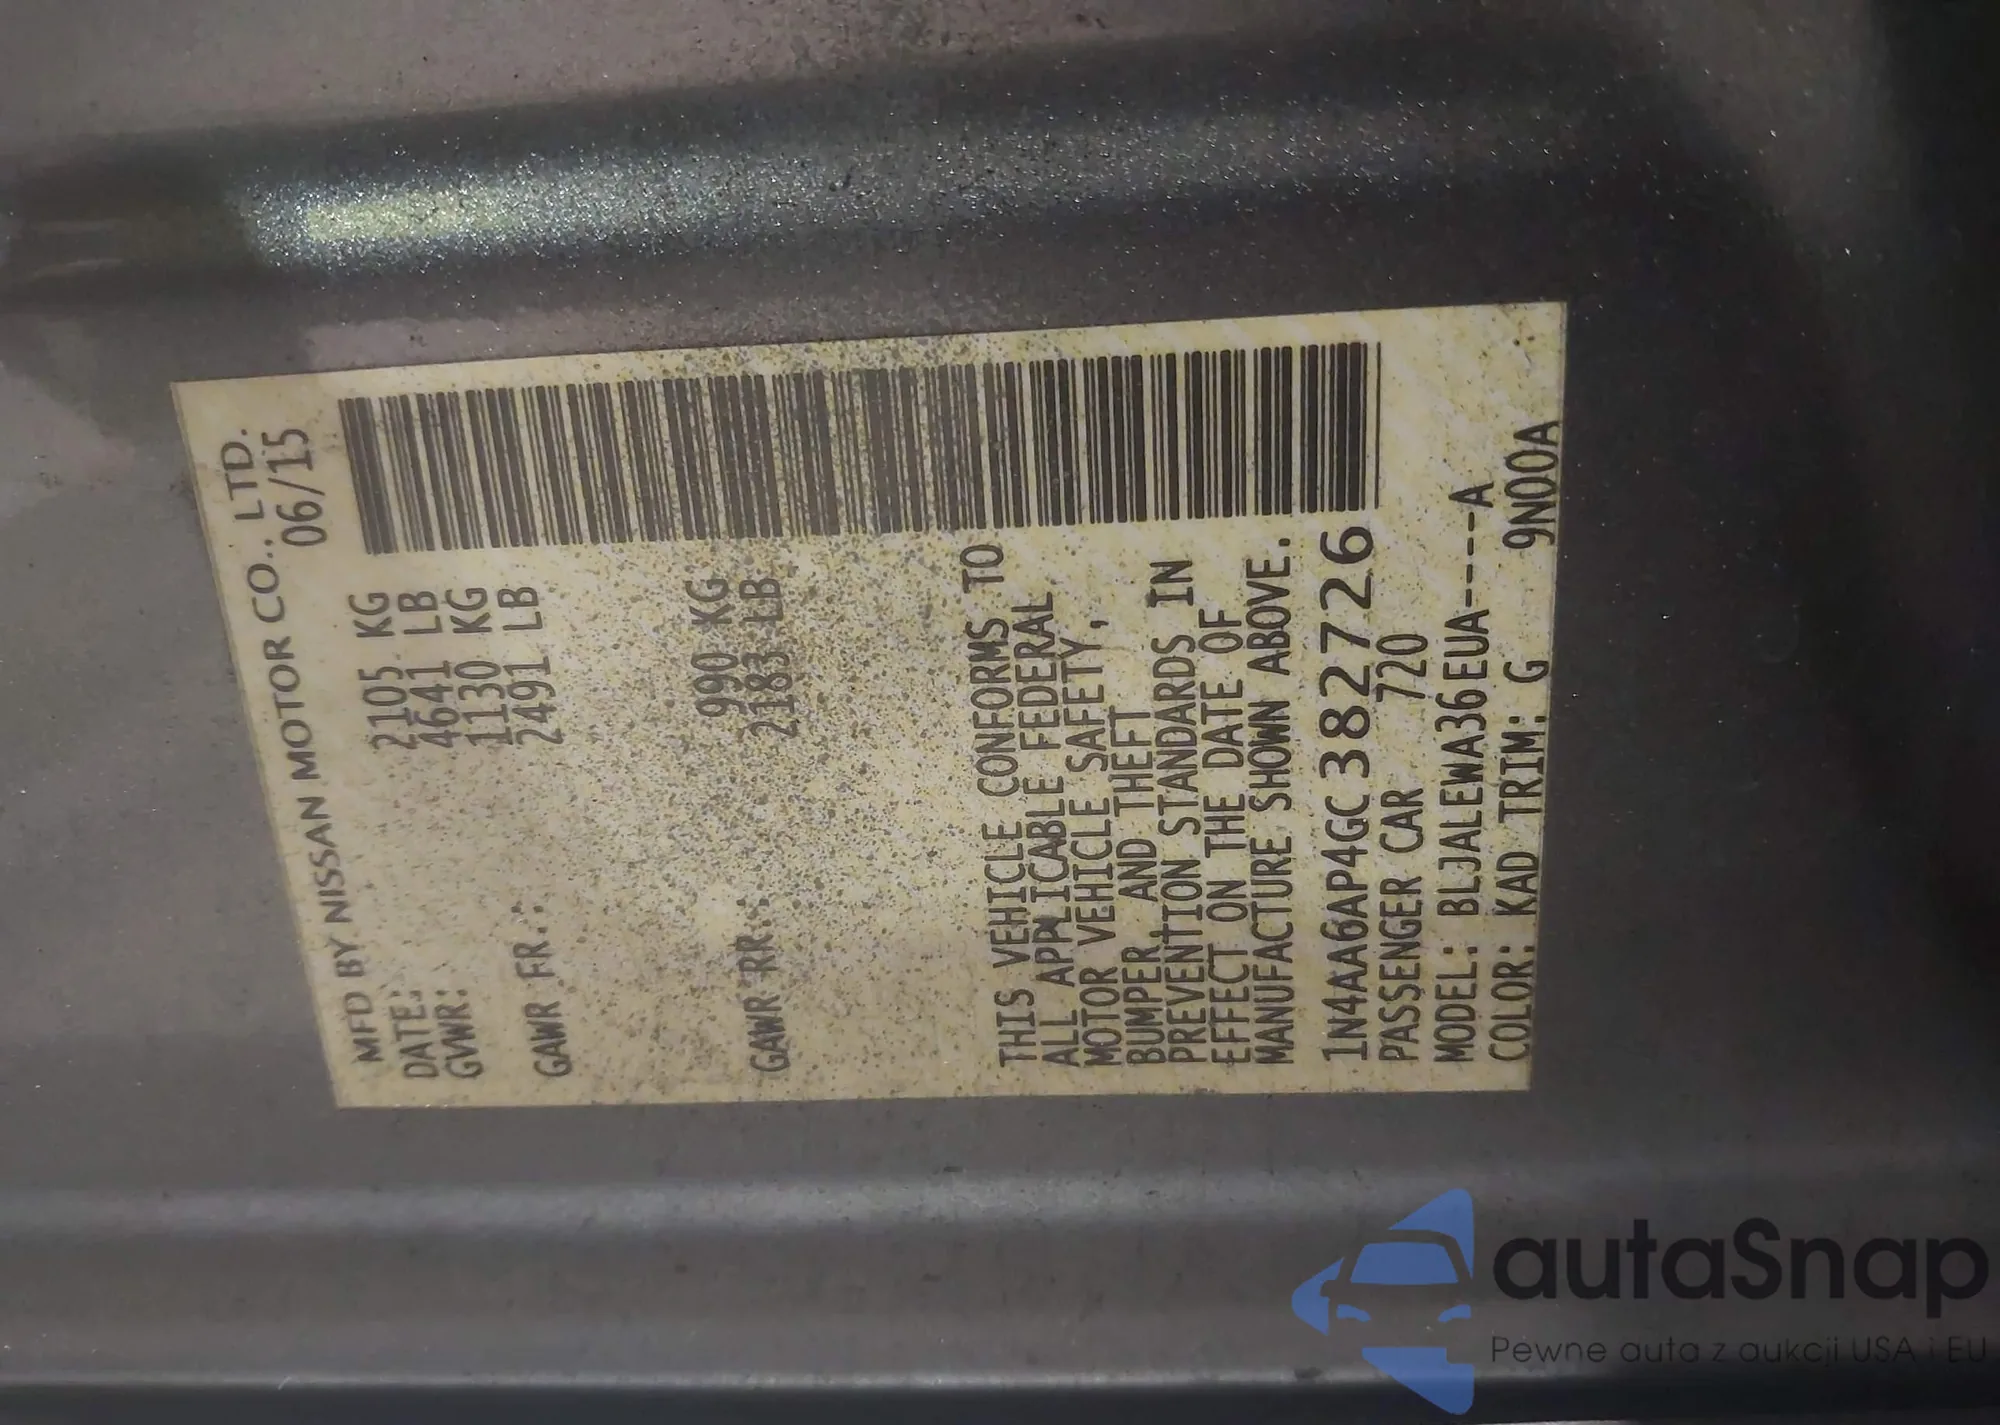 MFD BY NISSAN MOTOR CO., LTD.
DATE: 06/15
GVWR: 2105 KG
4641 LB
GAWR FR.: 1130 KG
2491 LB
GAWR RR.: 990 KG
2183 LB
THIS VEHICLE CONFORMS TO
ALL APPLICABLE FEDERAL
MOTOR VEHICLE SAFETY,
BUMPER, AND THEFT
PREVENTION STANDARDS IN
EFFECT ON THE DATE OF
MANUFACTURE SHOWN ABOVE.
1N4AA6AP4GC382726
PASSENGER CAR 720
MODEL: BLJALEWA36EUA-----A
COLOR: KAD TRIM: G 9N00A
autaSnap
Pewne auta z aukcji USA i EU